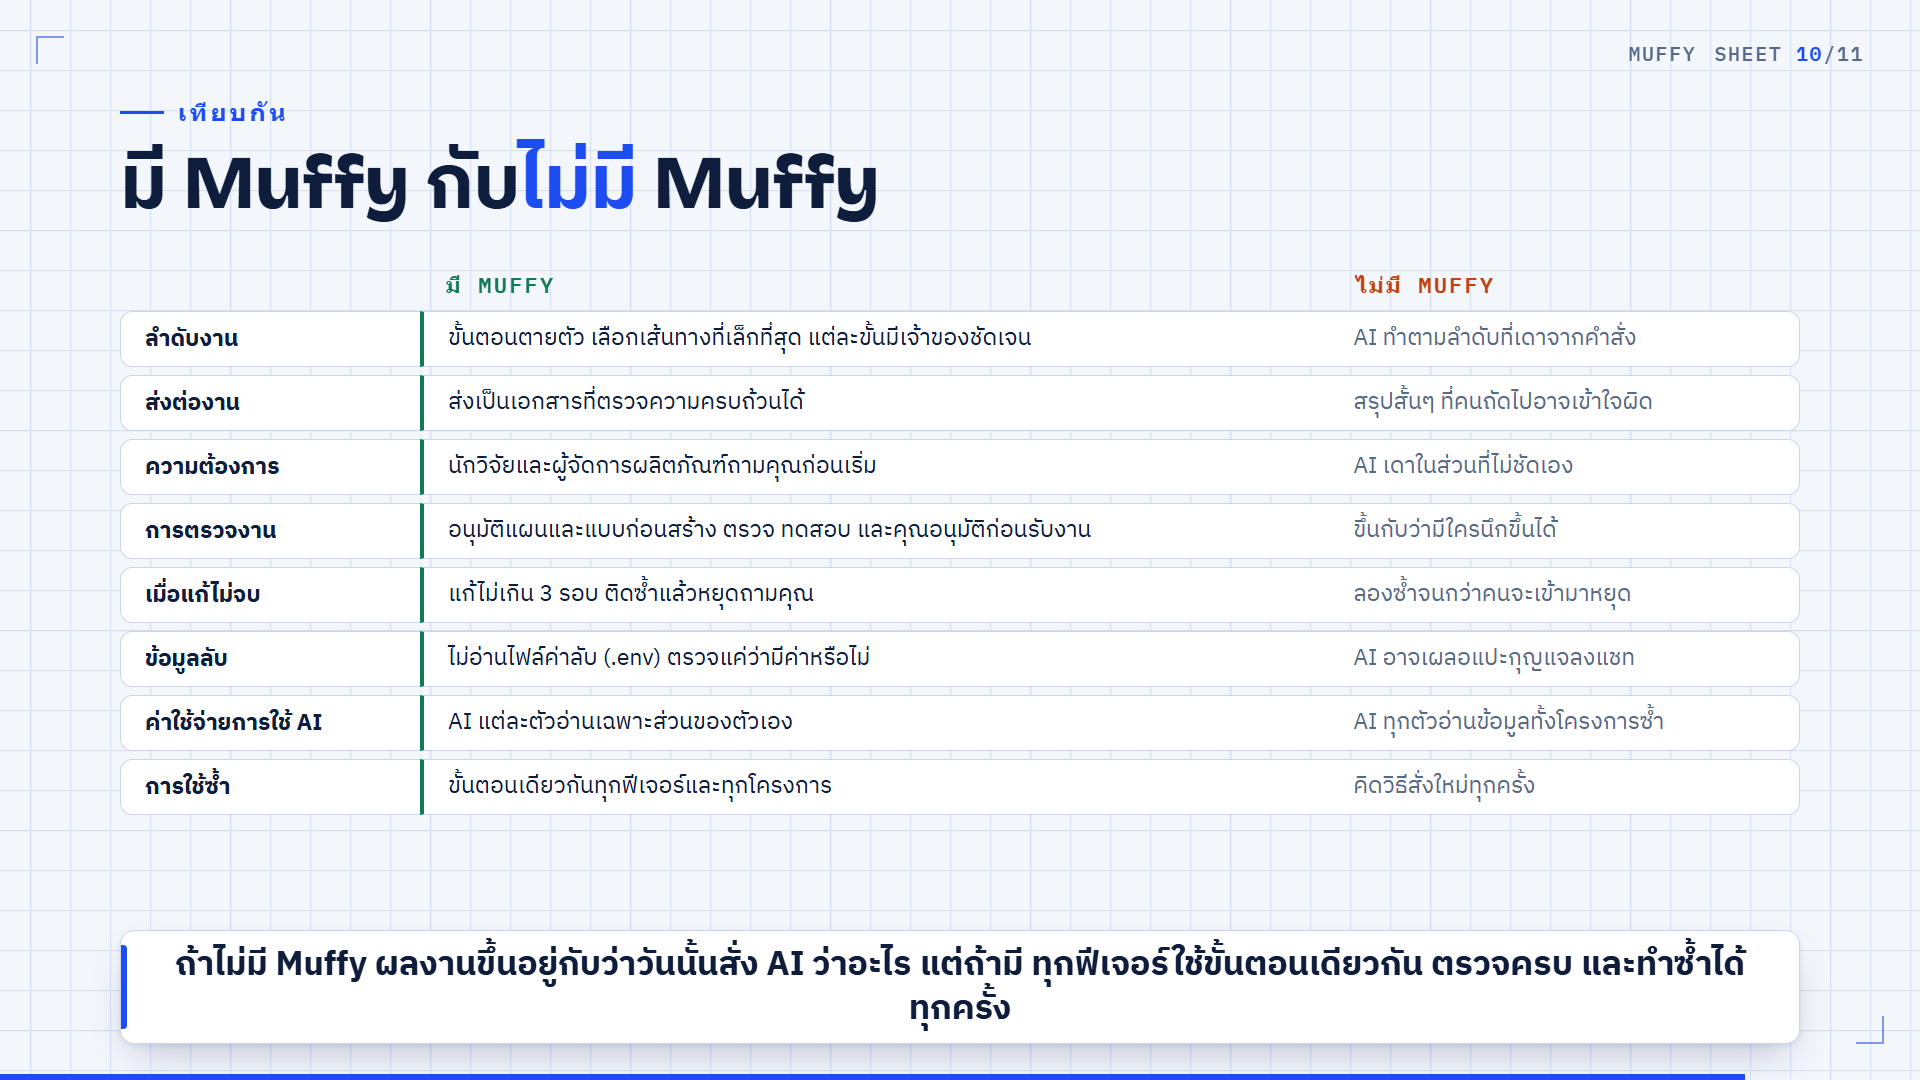 MUFFY SHEET 10/11
เทียบกัน
มี Muffy กับไม่มี Muffy
มี MUFFY ไม่มี MUFFY
ลำดับงาน ขั้นตอนตายตัว เลือกเส้นทางที่เล็กที่สุด แต่ละขั้นมีเจ้าของชัดเจน AI ทำตามลำดับที่เดาจากคำสั่ง
ส่งต่องาน ส่งเป็นเอกสารที่ตรวจความครบถ้วนได้ สรุปสั้นๆ ที่คนถัดไปอาจเข้าใจผิด
ความต้องการ นักวิจัยและผู้จัดการผลิตภัณฑ์ถามคุณก่อนเริ่ม AI เดาในส่วนที่ไม่ชัดเอง
การตรวจงาน อนุมัติแผนและแบบก่อนสร้าง ตรวจ ทดสอบ และคุณอนุมัติก่อนรับงาน ขึ้นกับว่ามีใครนึกขึ้นได้
เมื่อแก้ไม่จบ แก้ไม่เกิน 3 รอบ ติดซ้ำแล้วหยุดถามคุณ ลองซ้ำจนกว่าคนจะเข้ามาหยุด
ข้อมูลลับ ไม่อ่านไฟล์ค่าลับ (.env) ตรวจแค่ว่ามีค่าหรือไม่ AI อาจเผลอแปะกุญแจลงแชท
ค่าใช้จ่ายการใช้ AI AI แต่ละตัวอ่านเฉพาะส่วนของตัวเอง AI ทุกตัวอ่านข้อมูลทั้งโครงการซ้ำ
การใช้ซ้ำ ขั้นตอนเดียวกันทุกฟีเจอร์และทุกโครงการ คิดวิธีสั่งใหม่ทุกครั้ง
ถ้าไม่มี Muffy ผลงานขึ้นอยู่กับว่าวันนั้นสั่ง AI ว่าอะไร แต่ถ้ามี ทุกฟีเจอร์ใช้ขั้นตอนเดียวกัน ตรวจครบ และทำซ้ำได้
ทุกครั้ง